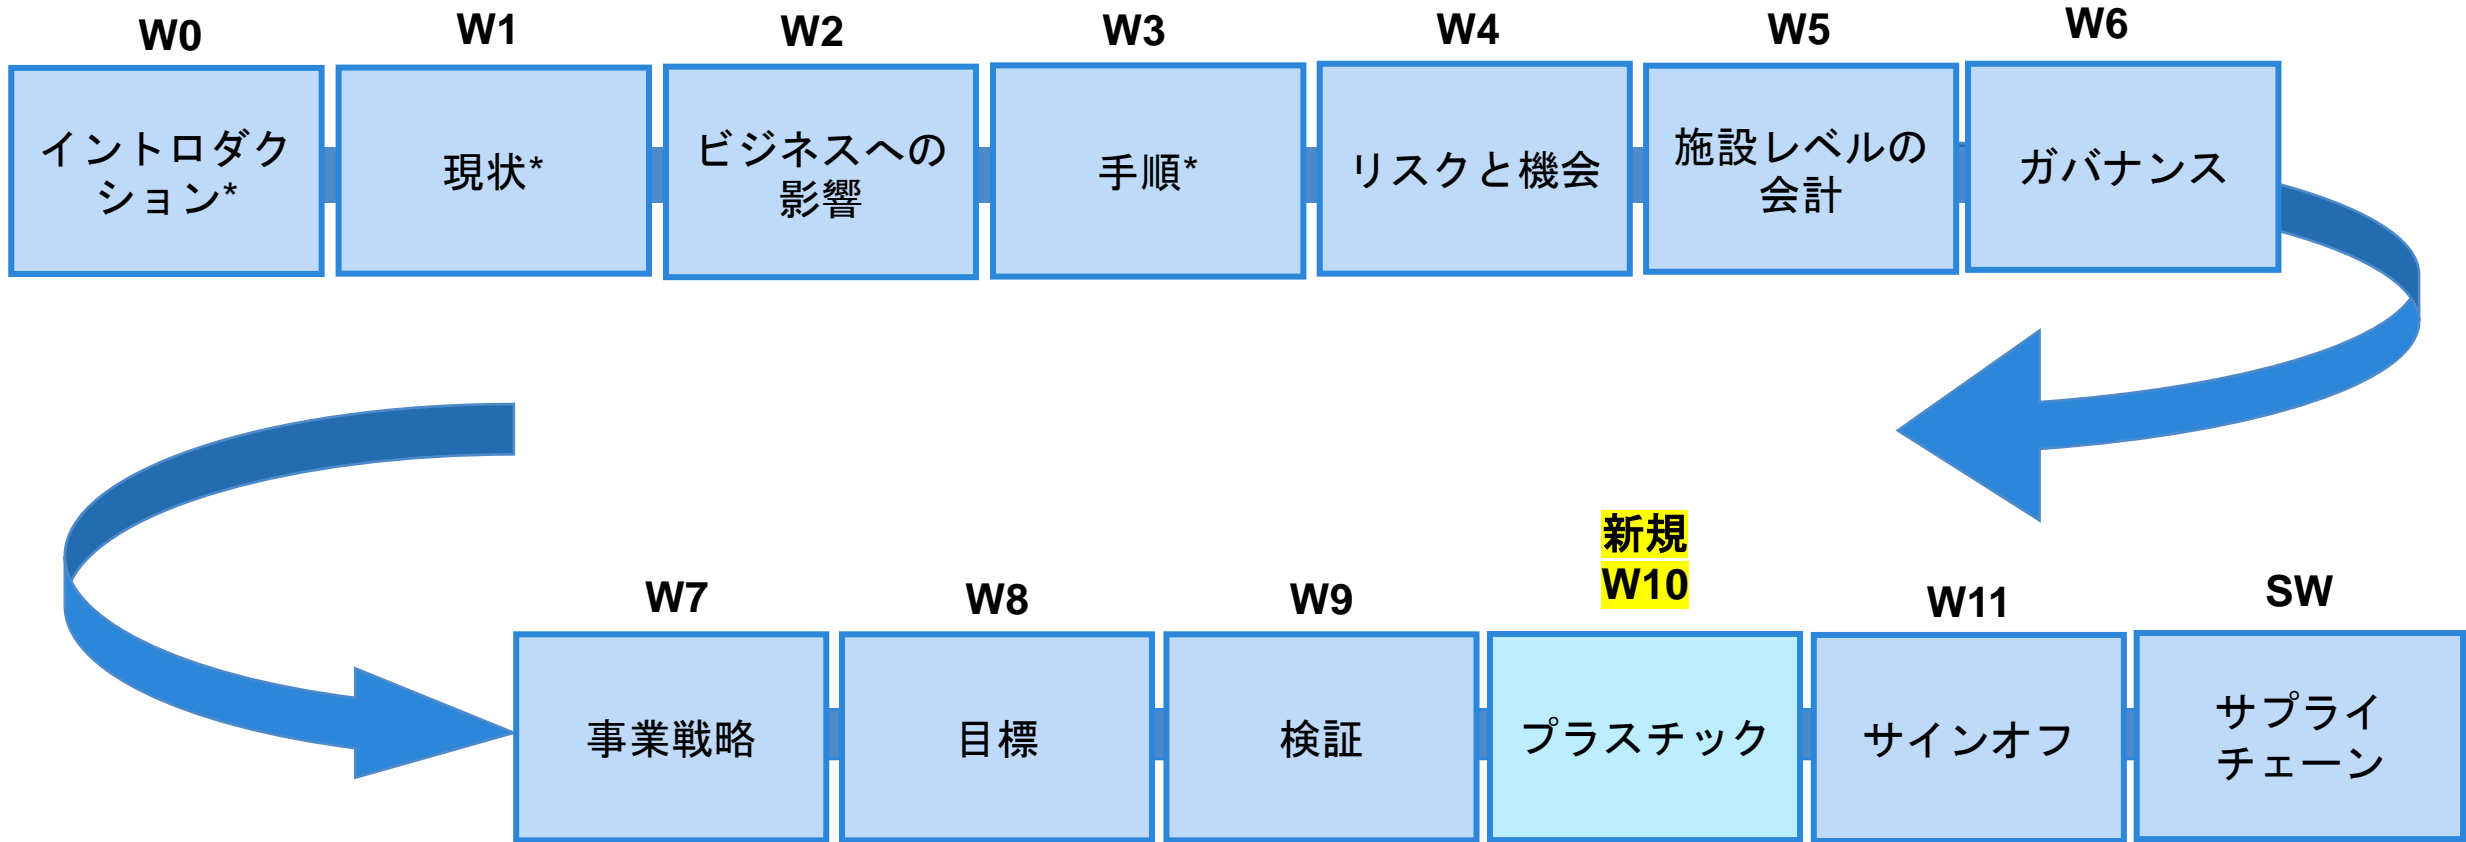 W0
イントロダク
ション*
W1
現状*
W2
ビジネスへの
影響
W3
手順*
W4
リスクと機会
W5
施設レベルの
会計
W6
ガバナンス
W7
事業戦略
W8
目標
W9
検証
新規
W10
プラスチック
W11
サインオフ
SW
サプライ
チェーン